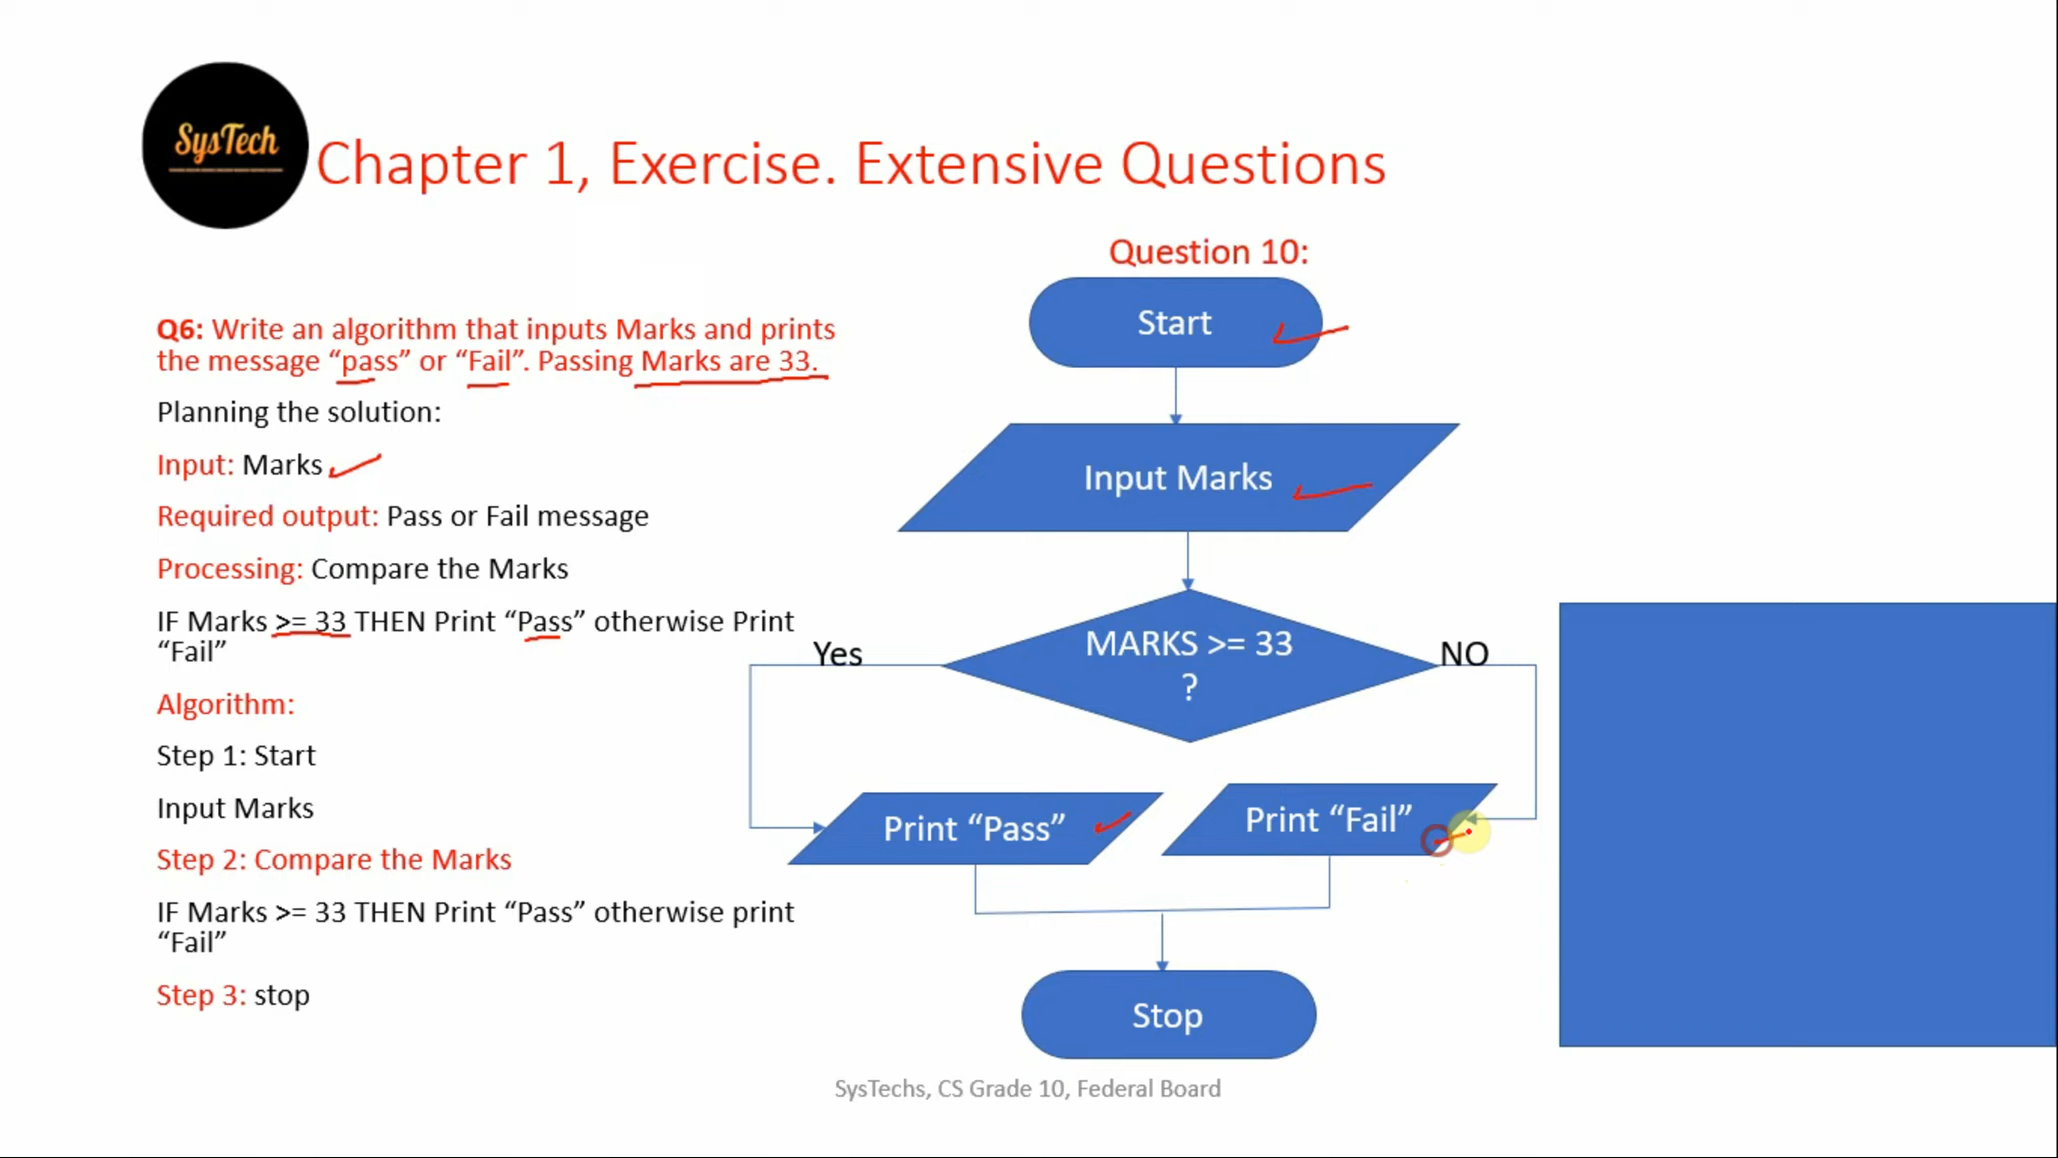 SysTech
Chapter 1, Exercise. Extensive Questions
Q6: Write an algorithm that inputs Marks and prints
the message “pass” or “Fail”. Passing Marks are 33.
Planning the solution:
Input: Marks
Required output: Pass or Fail message
Processing: Compare the Marks
IF Marks >= 33 THEN Print “Pass” otherwise Print
“Fail”
Algorithm:
Step 1: Start
Input Marks
Step 2: Compare the Marks
IF Marks >= 33 THEN Print “Pass” otherwise print
“Fail”
Step 3: stop
Question 10:
Start
Input Marks
MARKS >= 33
?
Yes
NO
Print “Pass”
Print “Fail”
Stop
SysTechs, CS Grade 10, Federal Board